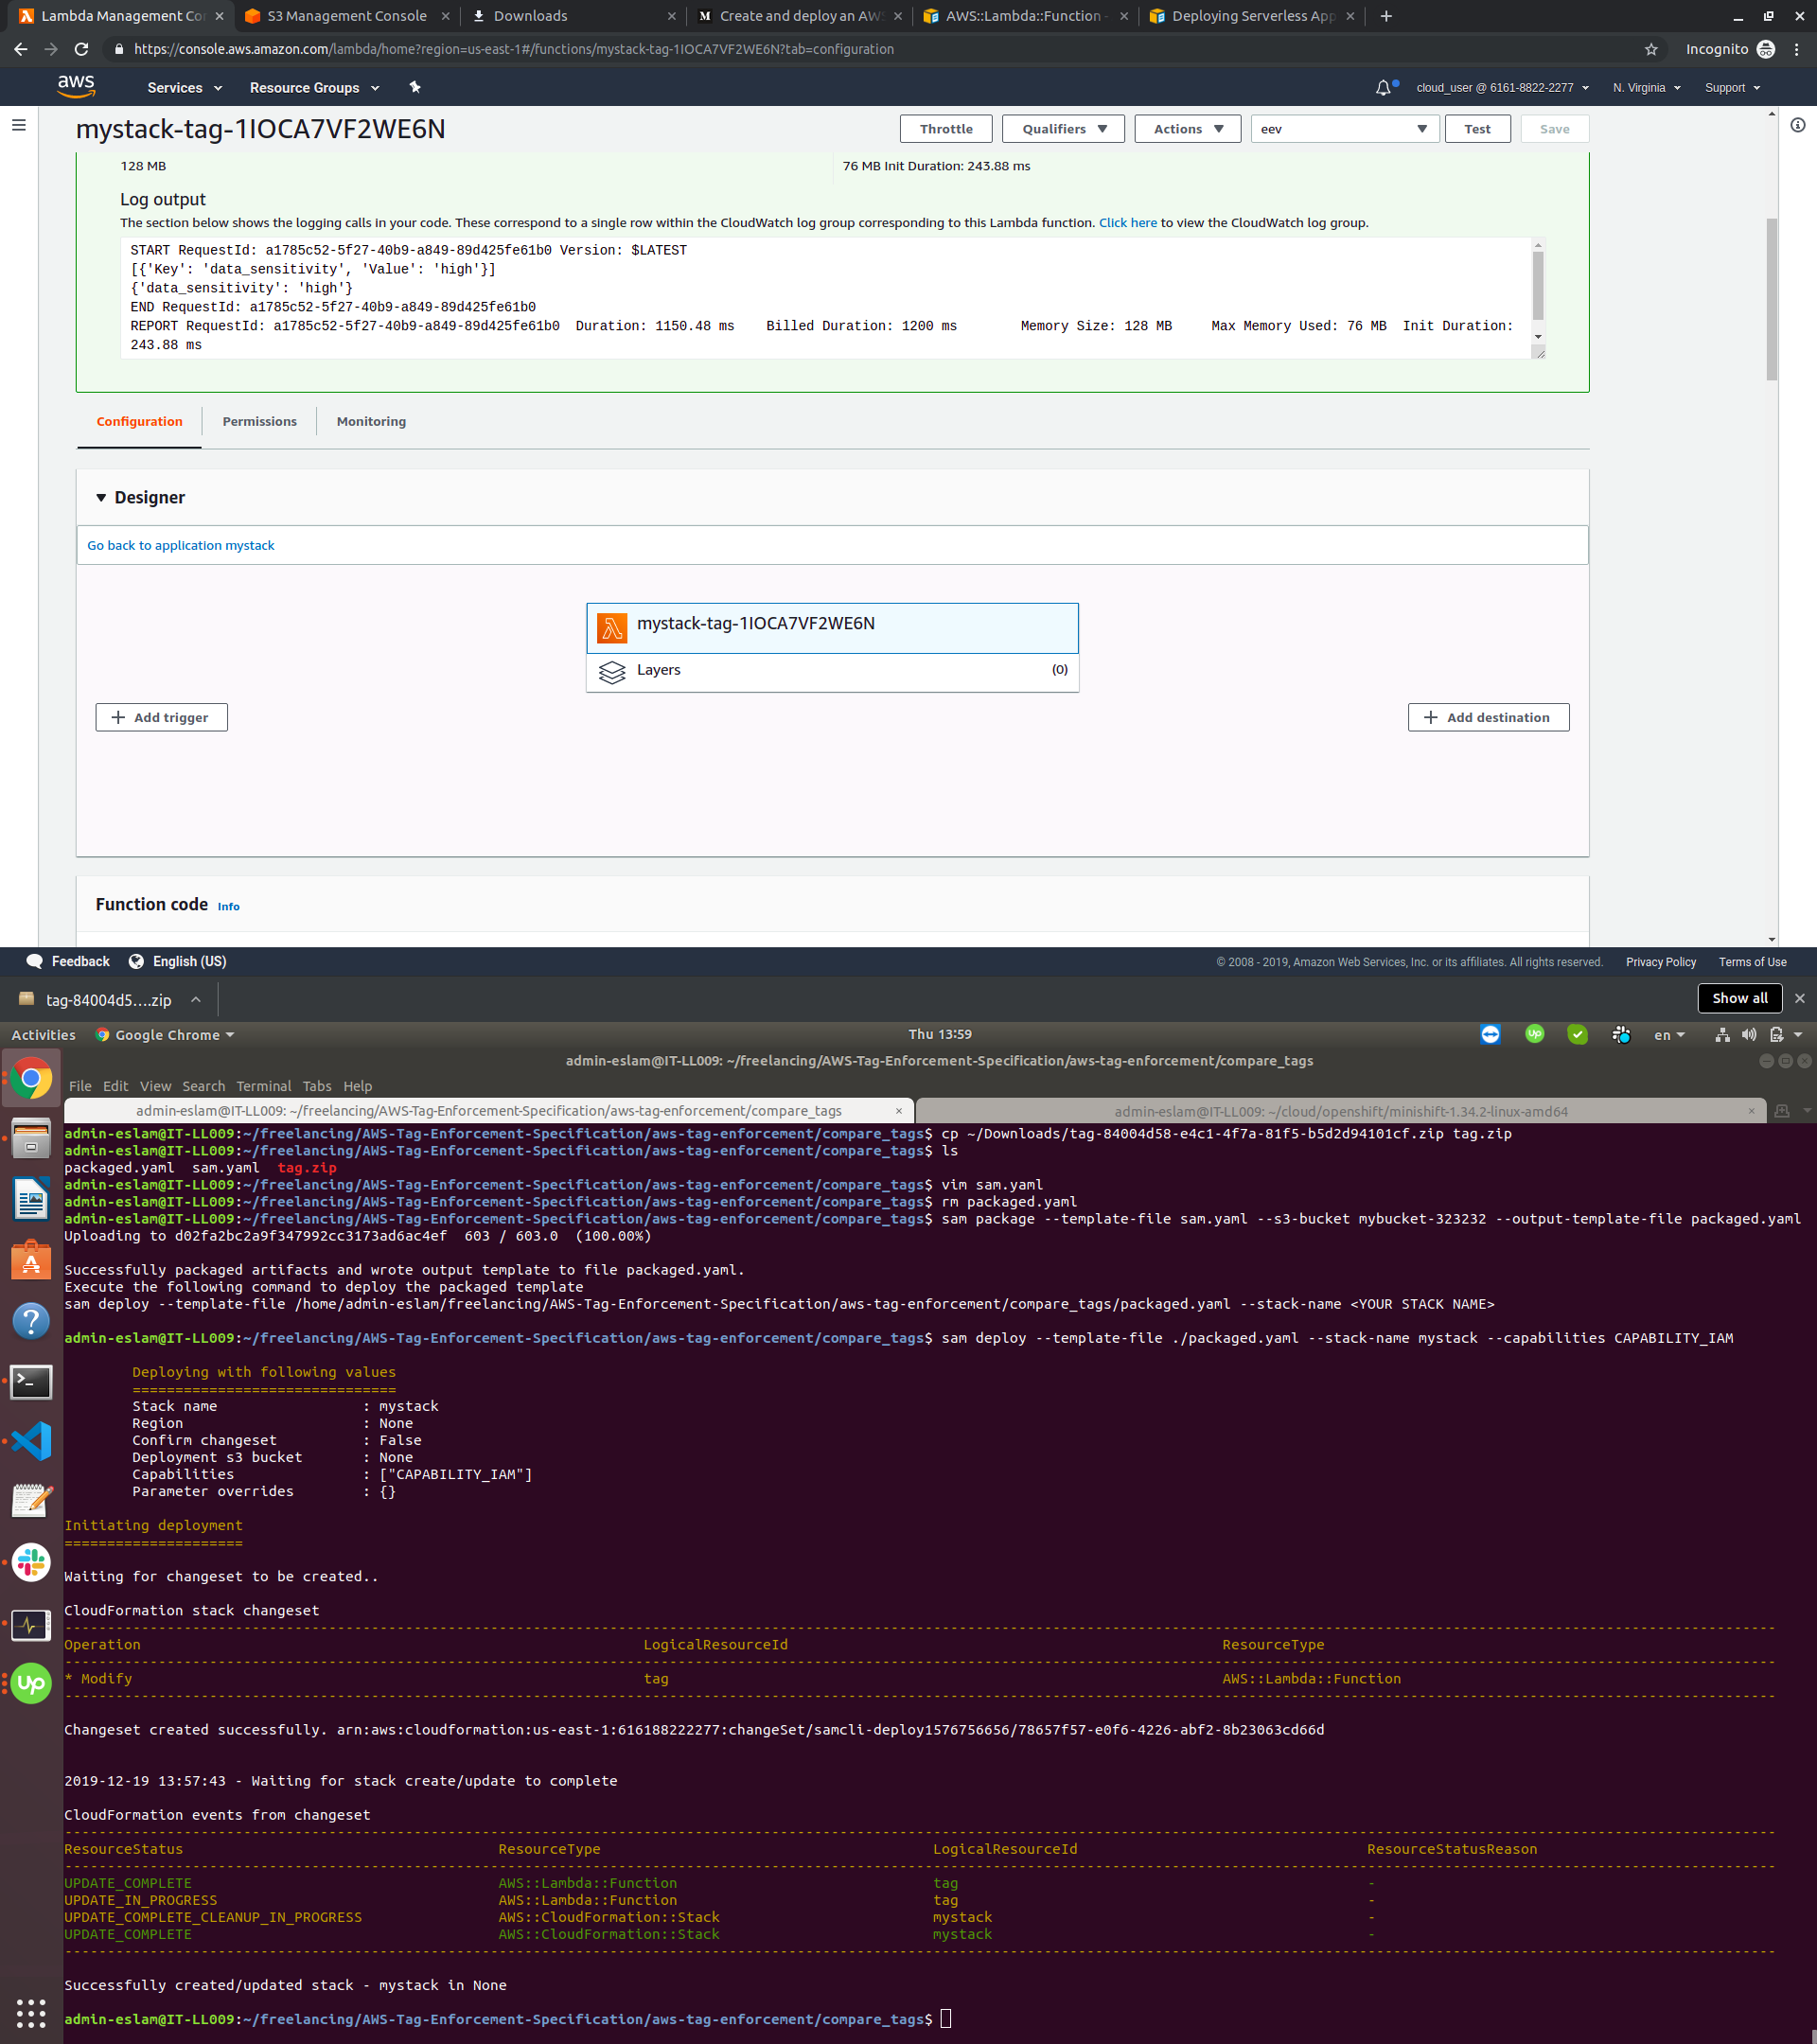 Lambda Management Co
S3 Management Console
Downloads
M Create and deploy an AW
AWS::Lambda::Function -
Deploying Serverless App
https://console.aws.amazon.com/lambda/home?region=us-east-1#/functions/mystack-tag-1IOCA7VF2WE6N?tab=configuration
Incognito
aws
Services
Resource Groups
cloud_user @ 6161-8822-2277
N. Virginia
Support
mystack-tag-1IOCA7VF2WE6N
Throttle
Qualifiers
Actions
eev
Test
Save
128 MB
76 MB Init Duration: 243.88 ms
Log output
The section below shows the logging calls in your code. These correspond to a single row within the CloudWatch log group corresponding to this Lambda function. Click here to view the CloudWatch log group.
START RequestId: a1785c52-5f27-40b9-a849-89d425fe61b0 Version: $LATEST
[{'Key': 'data_sensitivity', 'Value': 'high'}]
{'data_sensitivity': 'high'}
END RequestId: a1785c52-5f27-40b9-a849-89d425fe61b0
REPORT RequestId: a1785c52-5f27-40b9-a849-89d425fe61b0 Duration: 1150.48 ms Billed Duration: 1200 ms Memory Size: 128 MB Max Memory Used: 76 MB Init Duration:
243.88 ms
Configuration
Permissions
Monitoring
Designer
Go back to application mystack
mystack-tag-1IOCA7VF2WE6N
Layers
(0)
+ Add trigger
+ Add destination
Function code Info
Feedback
English (US)
© 2008 - 2019, Amazon Web Services, Inc. or its affiliates. All rights reserved.
Privacy Policy
Terms of Use
tag-84004d5....zip
Show all
Activities
Google Chrome
Thu 13:59
up
en
admin-eslam@IT-LL009: ~/freelancing/AWS-Tag-Enforcement-Specification/aws-tag-enforcement/compare_tags
File Edit View Search Terminal Tabs Help
admin-eslam@IT-LL009: ~/freelancing/AWS-Tag-Enforcement-Specification/aws-tag-enforcement/compare_tags
admin-eslam@IT-LL009: ~/cloud/openshift/minishift-1.34.2-linux-amd64
admin-eslam@IT-LL009:~/freelancing/AWS-Tag-Enforcement-Specification/aws-tag-enforcement/compare_tags$ cp ~/Downloads/tag-84004d58-e4c1-4f7a-81f5-b5d2d94101cf.zip tag.zip
admin-eslam@IT-LL009:~/freelancing/AWS-Tag-Enforcement-Specification/aws-tag-enforcement/compare_tags$ ls
packaged.yaml sam.yaml tag.zip
admin-eslam@IT-LL009:~/freelancing/AWS-Tag-Enforcement-Specification/aws-tag-enforcement/compare_tags$ vim sam.yaml
admin-eslam@IT-LL009:~/freelancing/AWS-Tag-Enforcement-Specification/aws-tag-enforcement/compare_tags$ rm packaged.yaml
admin-eslam@IT-LL009:~/freelancing/AWS-Tag-Enforcement-Specification/aws-tag-enforcement/compare_tags$ sam package --template-file sam.yaml --s3-bucket mybucket-323232 --output-template-file packaged.yaml
Uploading to d02fa2bc2a9f347992cc3173ad6ac4ef 603 / 603.0 (100.00%)
Successfully packaged artifacts and wrote output template to file packaged.yaml.
Execute the following command to deploy the packaged template
sam deploy --template-file /home/admin-eslam/freelancing/AWS-Tag-Enforcement-Specification/aws-tag-enforcement/compare_tags/packaged.yaml --stack-name <YOUR STACK NAME>
admin-eslam@IT-LL009:~/freelancing/AWS-Tag-Enforcement-Specification/aws-tag-enforcement/compare_tags$ sam deploy --template-file ./packaged.yaml --stack-name mystack --capabilities CAPABILITY_IAM
Deploying with following values
===============================
Stack name : mystack
Region : None
Confirm changeset : False
Deployment s3 bucket : None
Capabilities : ["CAPABILITY_IAM"]
Parameter overrides : {}
Initiating deployment
=====================
Waiting for changeset to be created..
CloudFormation stack changeset
Operation LogicalResourceId ResourceType
* Modify tag AWS::Lambda::Function
Changeset created successfully. arn:aws:cloudformation:us-east-1:616188222277:changeSet/samcli-deploy1576756656/78657f57-e0f6-4226-abf2-8b23063cd66d
2019-12-19 13:57:43 - Waiting for stack create/update to complete
CloudFormation events from changeset
ResourceStatus ResourceType LogicalResourceId ResourceStatusReason
UPDATE_COMPLETE AWS::Lambda::Function tag -
UPDATE_IN_PROGRESS AWS::Lambda::Function tag -
UPDATE_COMPLETE_CLEANUP_IN_PROGRESS AWS::CloudFormation::Stack mystack -
UPDATE_COMPLETE AWS::CloudFormation::Stack mystack -
Successfully created/updated stack - mystack in None
admin-eslam@IT-LL009:~/freelancing/AWS-Tag-Enforcement-Specification/aws-tag-enforcement/compare_tags$